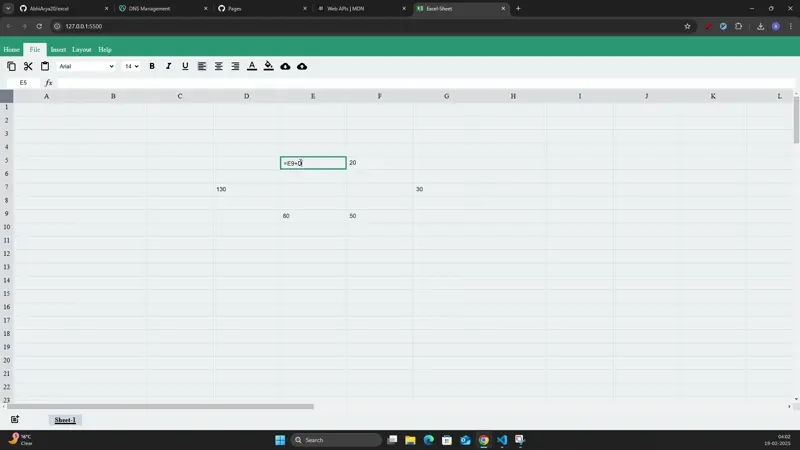 AbhiArya20/excel
DNS Management
Pages
Web APIs | MDN
Excel-Sheet
127.0.0.1:5500
Home File Insert Layout Help
Arial 14 B I U A
E5 fx
A B C D E F G H I J K L
1
2
3
4
5 =E9+D 20
6
7 130 30
8
9 80 50
10
11
12
13
14
15
16
17
18
19
20
21
22
23
Sheet-1
16°C
Clear
Search
04:02
19-02-2025